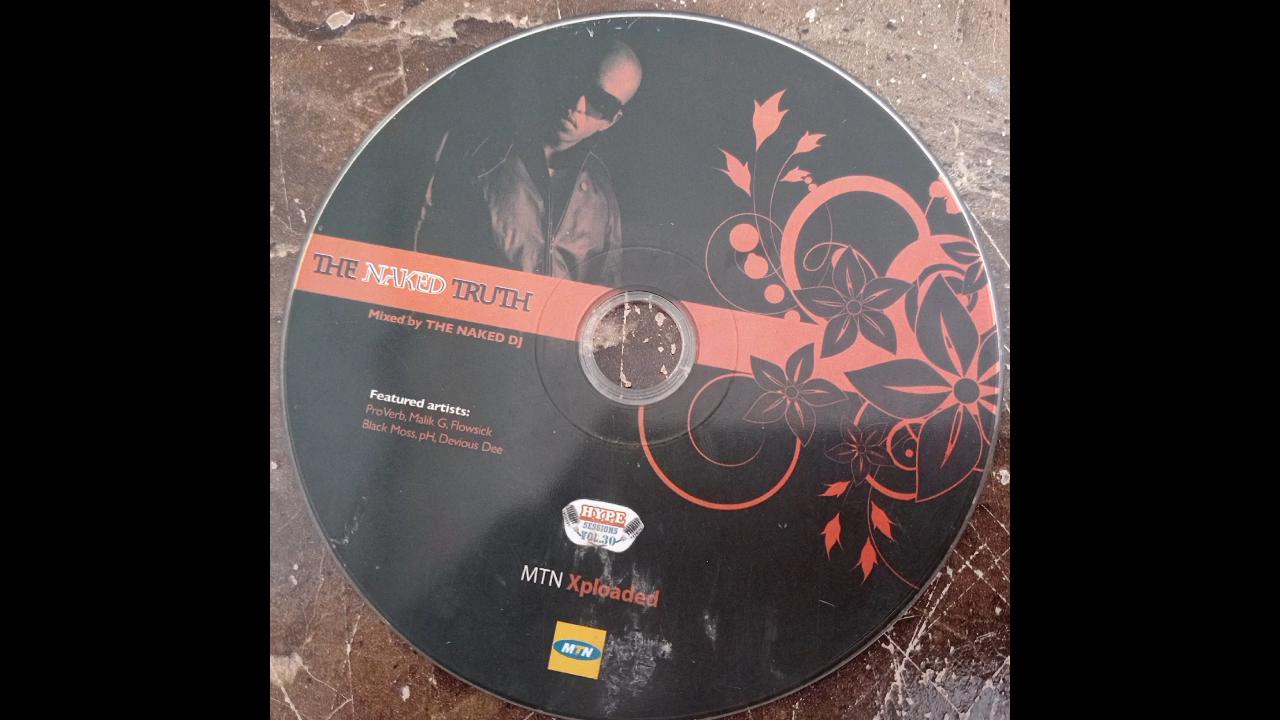 THE NAKED TRUTH
Mixed by THE NAKED DJ
Featured artists:
ProVerb, Malik G, Flowsick
Black Moss, pH, Devious Dee
HYPE
SESSIONS
VOL.30
MTN Xploaded
MTN